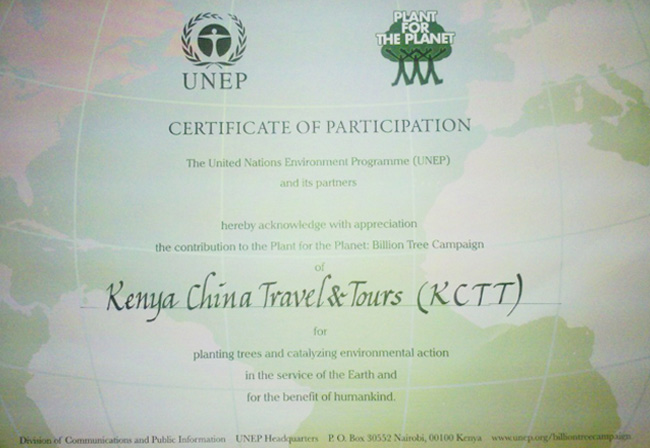 UNEP
PLANT
FOR
THE PLANET
CERTIFICATE OF PARTICIPATION
The United Nations Environment Programme (UNEP)
and its partners
hereby acknowledge with appreciation
the contribution to the Plant for the Planet: Billion Tree Campaign
of
Kenya China Travel & Tours (KCTT)
for
planting trees and catalyzing environmental action
in the service of the Earth and
for the benefit of humankind.
Division of Communications and Public Information UNEP Headquarters P. O. Box 30552 Nairobi, 00100 Kenya www.unep.org/billiontreecampaign